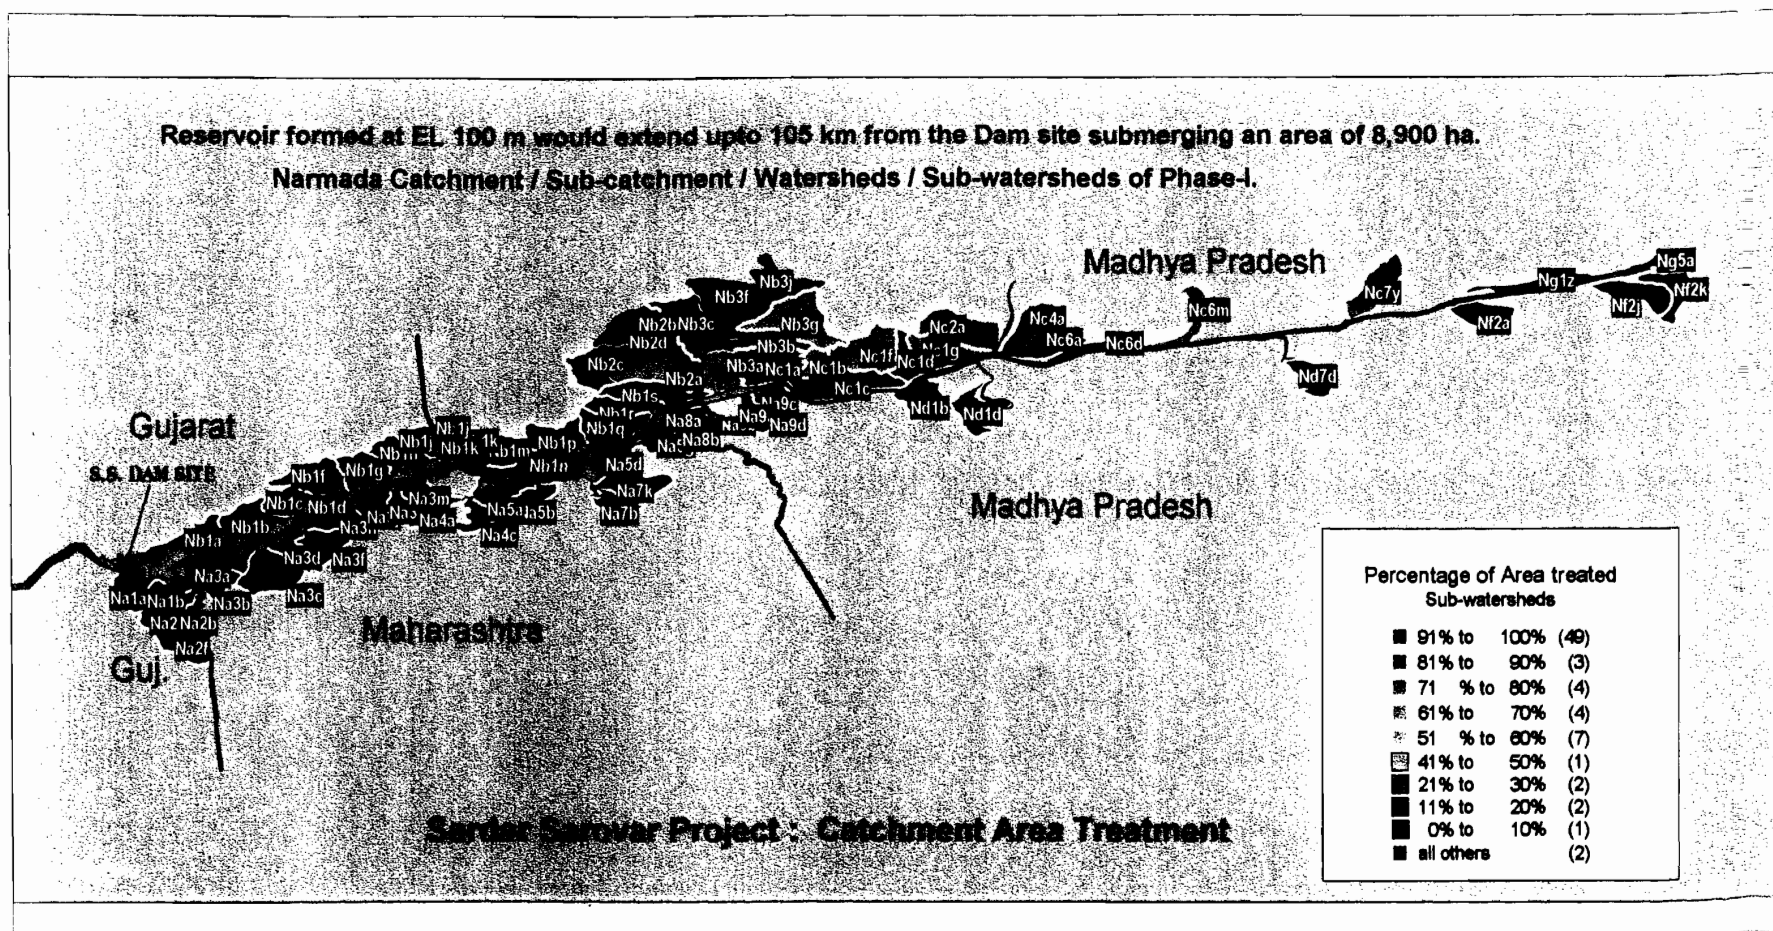 Reservoir formed at EL 100 m would extend upto 105 km from the Dam site submerging an area of 8,900 ha.
Narmada Catchment / Sub-catchment / Watersheds / Sub-watersheds of Phase-I.
Madhya Pradesh
Ng5a
Ng1z
Nf2k
Nf2j
Nf2a
Nc7y
Nc6m
Nd7d
Nc6d
Nc6a
Nc4a
Nc2a
Nc1g
Nc1d
Nc1f
Nc1b
Nc1a
Nc1c
Nd1b
Nd1d
Nb3j
Nb3f
Nb3g
Nb2b
Nb3c
Nb2d
Nb3b
Nb3a
Nb2c
Nb2a
Nb1s
Nb1r
Nb1q
Na8a
Na9c
Na9d
Na8b
Gujarat
S.S. DAM SITE
Nb1j
Nb1k
Nb1m
Nb1p
Nb1n
Nb1g
Nb1f
Nb1c
Nb1d
Nb1b
Nb1a
Na5d
Na7k
Na7b
Na3m
Na4a
Na5a
Na5b
Na4c
Na3d
Na3f
Na3a
Na3b
Na3c
Na1a
Na1b
Na2b
Na2f
Madhya Pradesh
Maharashtra
Guj.
Percentage of Area treated
Sub-watersheds
91% to 100% (49)
81% to 90% (3)
71 % to 80% (4)
61% to 70% (4)
51 % to 60% (7)
41% to 50% (1)
21% to 30% (2)
11% to 20% (2)
0% to 10% (1)
all others (2)
Sardar Sarovar Project : Catchment Area Treatment